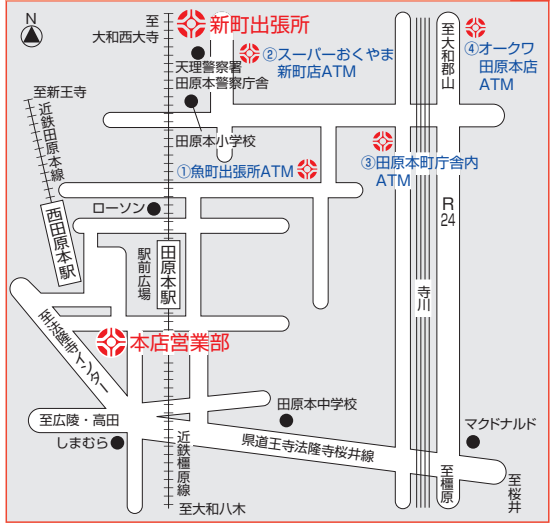 N
至
大和西大寺
新町出張所
②スーパーおくやま
新町店ATM
天理警察署
田原本警察庁舎
至大和郡山
④オークワ
田原本店
ATM
至新王寺
近鉄田原本線
田原本小学校
①魚町出張所ATM
③田原本町庁舎内
ATM
ローソン
西田原本駅
駅前広場
田原本駅
R
24
寺川
至法隆寺インター
本店営業部
至広陵・高田
しまむら
田原本中学校
県道王寺法隆寺桜井線
マクドナルド
近鉄橿原線
至大和八木
至橿原
至桜井